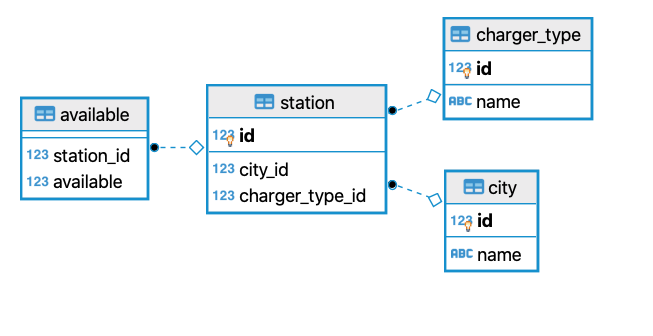 available
123 station_id
123 available
station
123 id
123 city_id
123 charger_type_id
charger_type
123 id
ABC name
city
123 id
ABC name